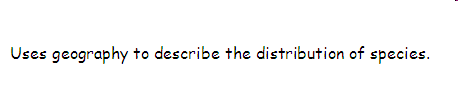 Uses geography to describe the distribution of species.